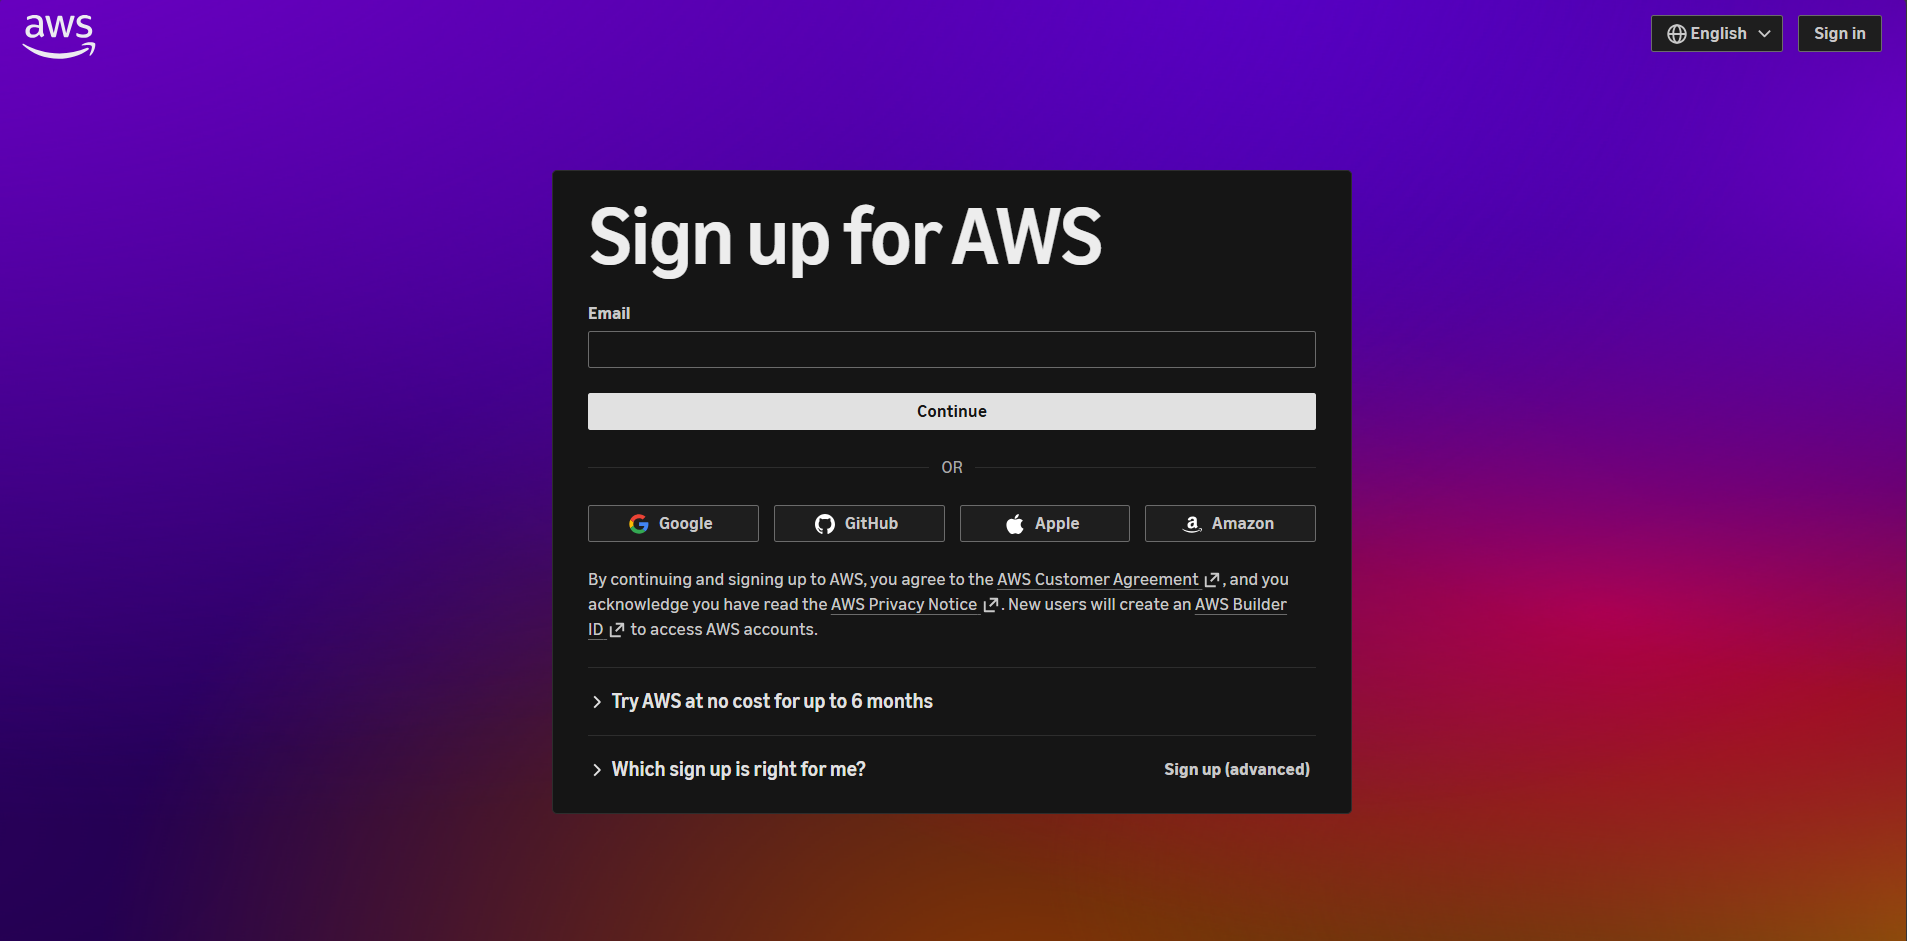 aws
English
Sign in
Sign up for AWS
Email
Continue
OR
Google
GitHub
Apple
Amazon
By continuing and signing up to AWS, you agree to the AWS Customer Agreement , and you
acknowledge you have read the AWS Privacy Notice . New users will create an AWS Builder
ID to access AWS accounts.
Try AWS at no cost for up to 6 months
Which sign up is right for me?
Sign up (advanced)